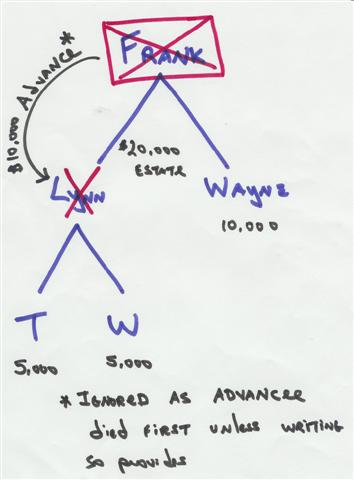 FRANK
$10,000 ADVANCE *
$20,000
ESTATE
Lynn
WAYNE
10,000
T
W
5,000
5,000
* IGNORED AS ADVANCEE
died FIRST UNLESS WRITING
SO PROVIDES